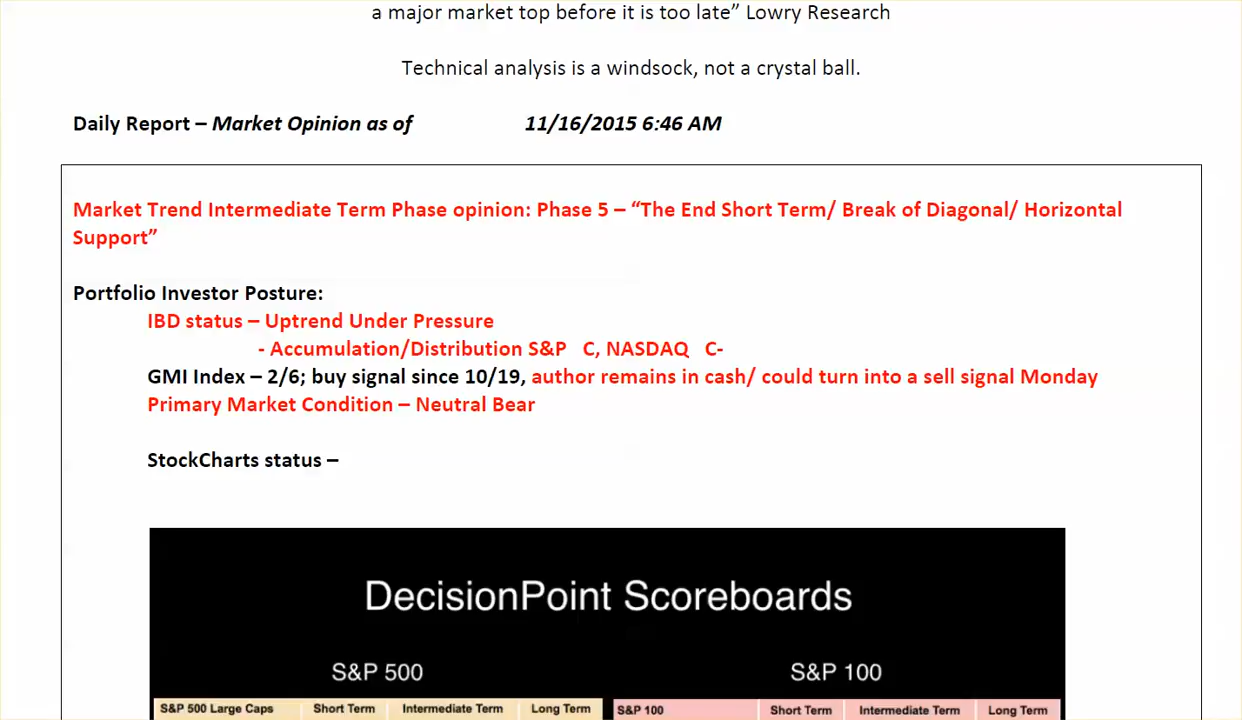 a major market top before it is too late” Lowry Research
Technical analysis is a windsock, not a crystal ball.
Daily Report – Market Opinion as of 11/16/2015 6:46 AM
Market Trend Intermediate Term Phase opinion: Phase 5 – “The End Short Term/ Break of Diagonal/ Horizontal
Support”
Portfolio Investor Posture:
IBD status – Uptrend Under Pressure
- Accumulation/Distribution S&P C, NASDAQ C-
GMI Index – 2/6; buy signal since 10/19, author remains in cash/ could turn into a sell signal Monday
Primary Market Condition – Neutral Bear
StockCharts status –
DecisionPoint Scoreboards
S&P 500 S&P 100
S&P 500 Large Caps Short Term Intermediate Term Long Term S&P 100 Short Term Intermediate Term Long Term